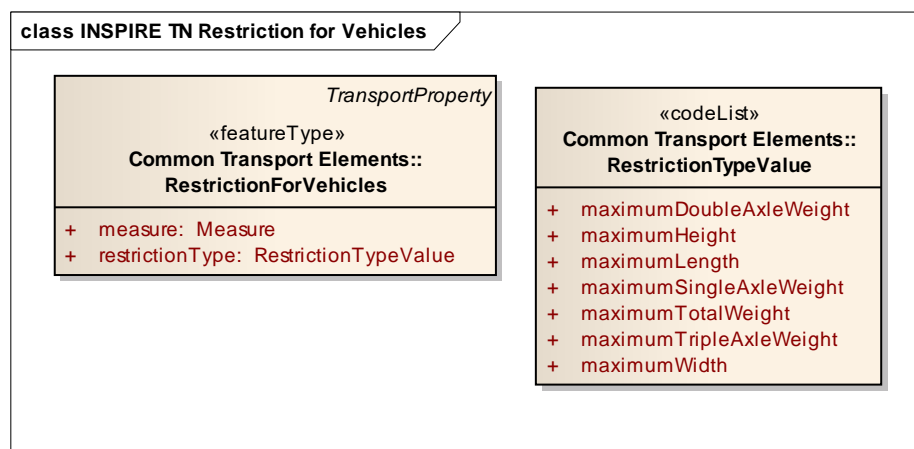 class INSPIRE TN Restriction for Vehicles
TransportProperty
«featureType»
Common Transport Elements::
RestrictionForVehicles
+ measure: Measure
+ restrictionType: RestrictionTypeValue
«codeList»
Common Transport Elements::
RestrictionTypeValue
+ maximumDoubleAxleWeight
+ maximumHeight
+ maximumLength
+ maximumSingleAxleWeight
+ maximumTotalWeight
+ maximumTripleAxleWeight
+ maximumWidth